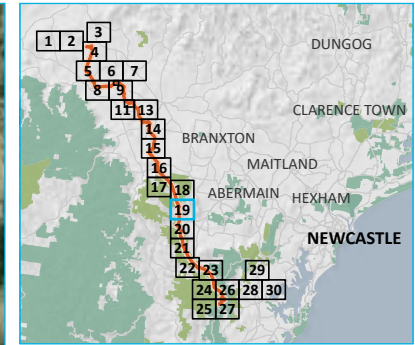 3
DUNGOG
1 2
4
5 6 7
8 9
CLARENCE TOWN
11 13
14
BRANXTON
15
MAITLAND
16
17 18
ABERMAIN
HEXHAM
19
20
NEWCASTLE
21
22 23
29
24 26 28 30
25 27